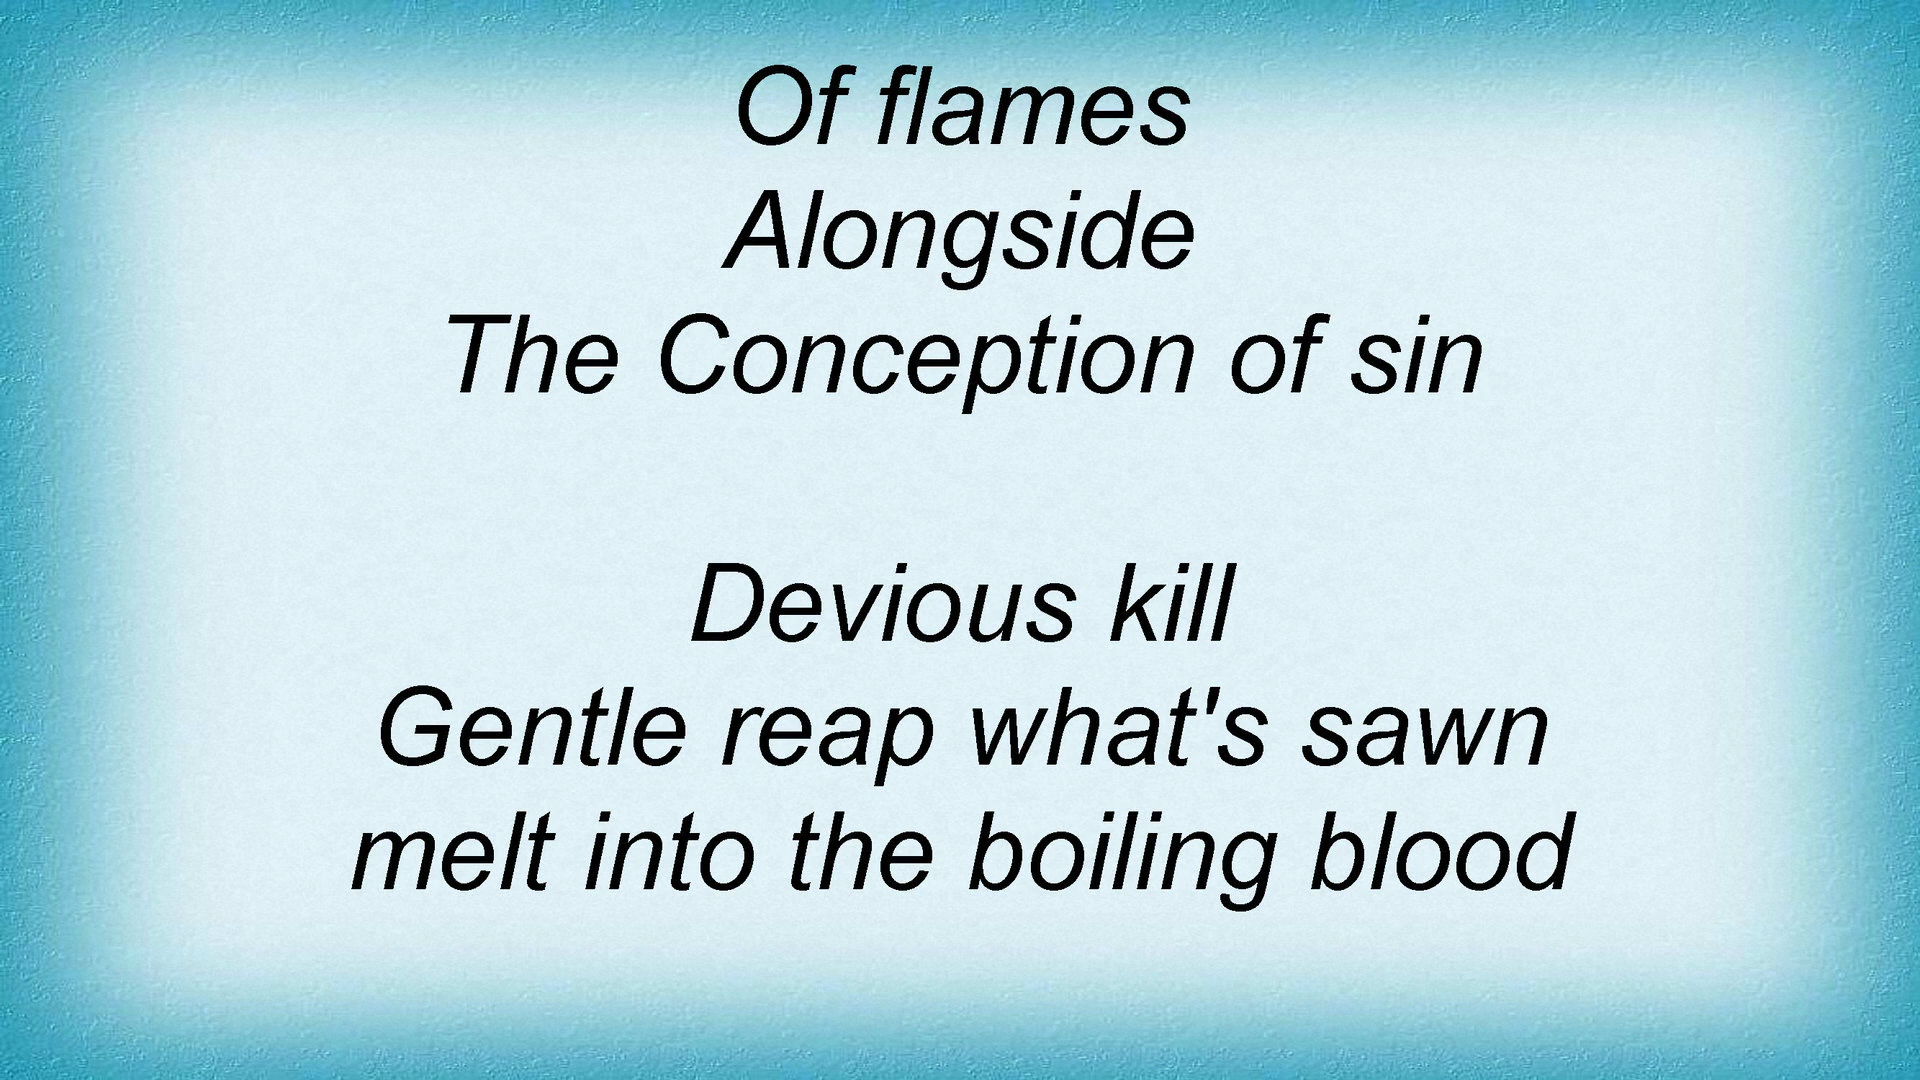 Of flames
Alongside
The Conception of sin
Devious kill
Gentle reap what's sawn
melt into the boiling blood